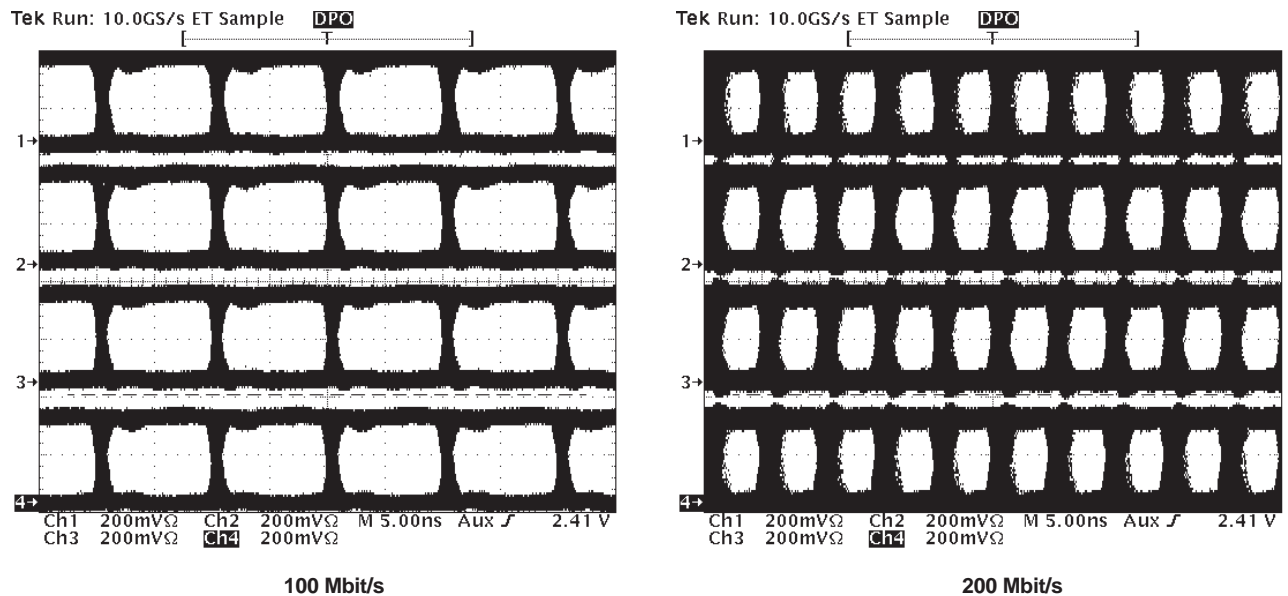 Tek Run: 10.0GS/s ET Sample DPO
[ T ]
1→
2→
3→
4→
Ch1 200mVΩ Ch2 200mVΩ M 5.00ns Aux ƒ 2.41 V
Ch3 200mVΩ Ch4 200mVΩ
100 Mbit/s
Tek Run: 10.0GS/s ET Sample DPO
[ T ]
1→
2→
3→
4→
Ch1 200mVΩ Ch2 200mVΩ M 5.00ns Aux ƒ 2.41 V
Ch3 200mVΩ Ch4 200mVΩ
200 Mbit/s